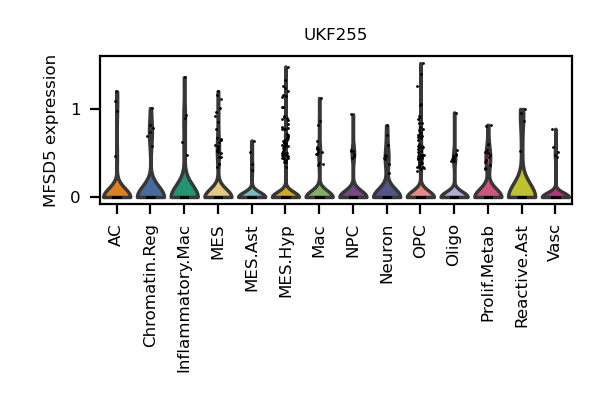 UKF255
MFSD5 expression
1
0
AC
Chromatin.Reg
Inflammatory.Mac
MES
MES.Ast
MES.Hyp
Mac
NPC
Neuron
OPC
Oligo
Prolif.Metab
Reactive.Ast
Vasc